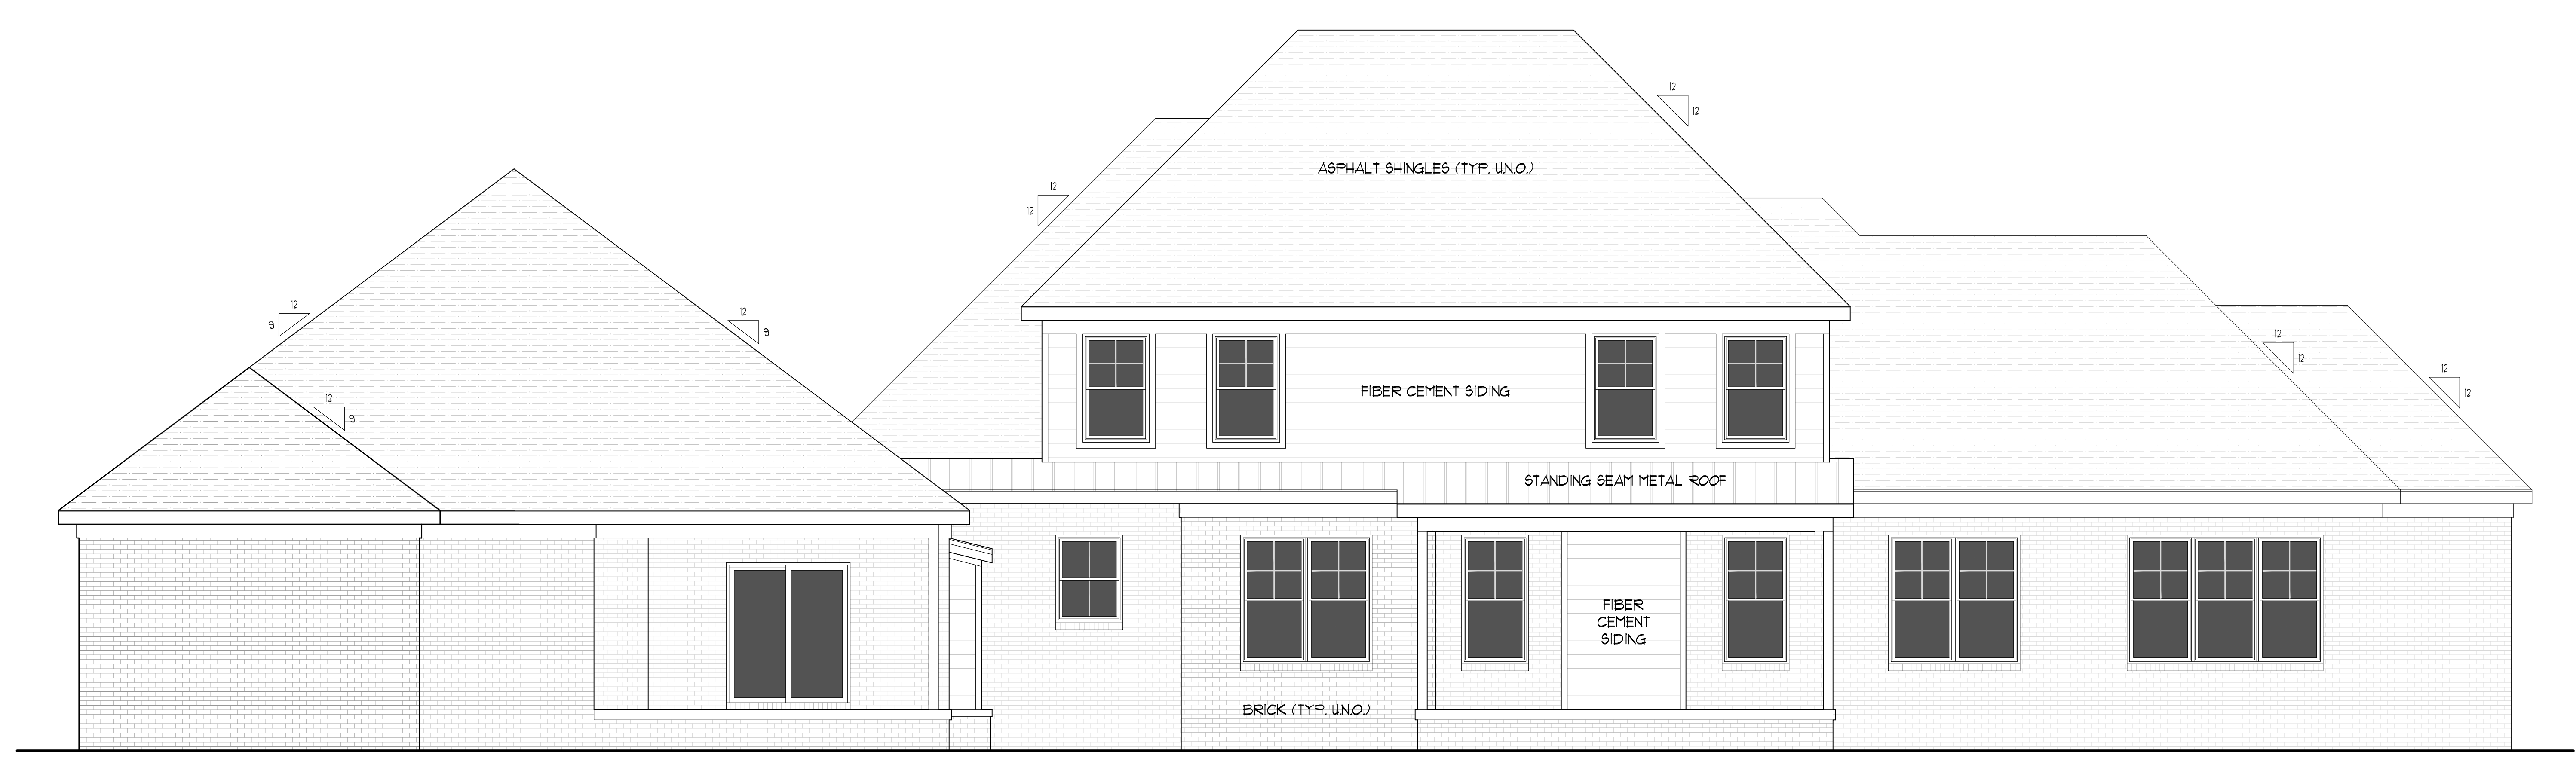 12
12
ASPHALT SHINGLES (TYP. U.N.O.)
12
12
12
9
12
9
12
12
12
12
12
9
FIBER CEMENT SIDING
STANDING SEAM METAL ROOF
FIBER
CEMENT
SIDING
BRICK (TYP. U.N.O.)